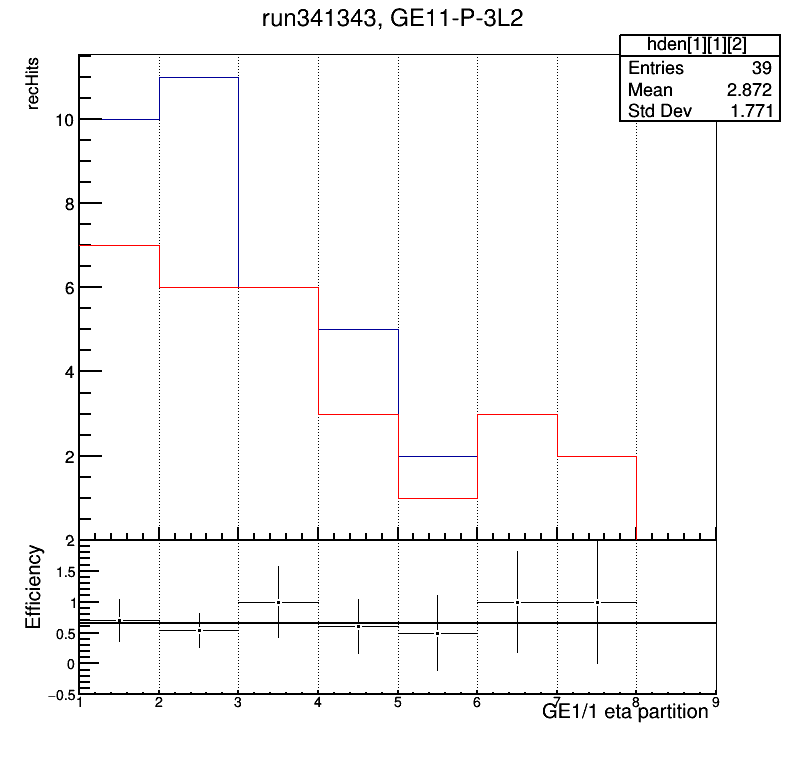 run341343, GE11-P-3L2
hden[1][1][2]
Entries 39
Mean 2.872
Std Dev 1.771
recHits
10
8
6
4
2
2
Efficiency
1.5
1
0.5
0
−0.5
1 2 3 4 5 6 7 8 9
GE1/1 eta partition